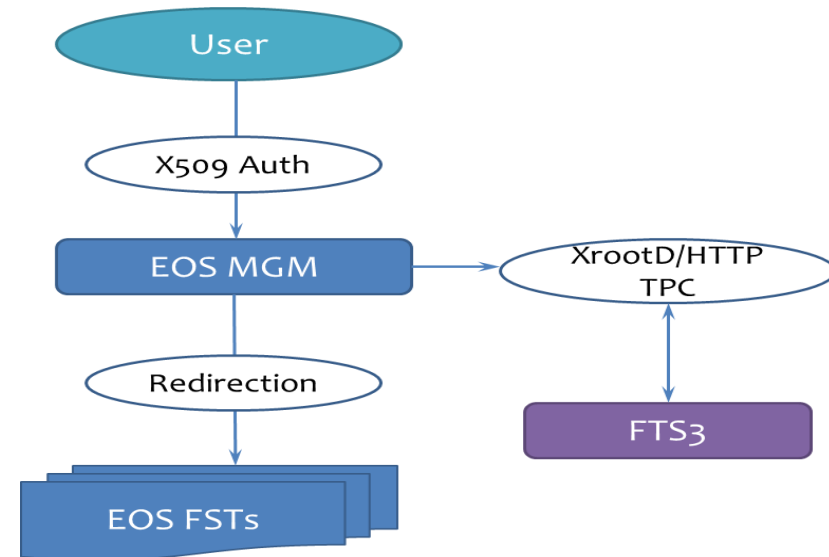 User
X509 Auth
EOS MGM
XrootD/HTTP
TPC
Redirection
FTS3
EOS FSTs